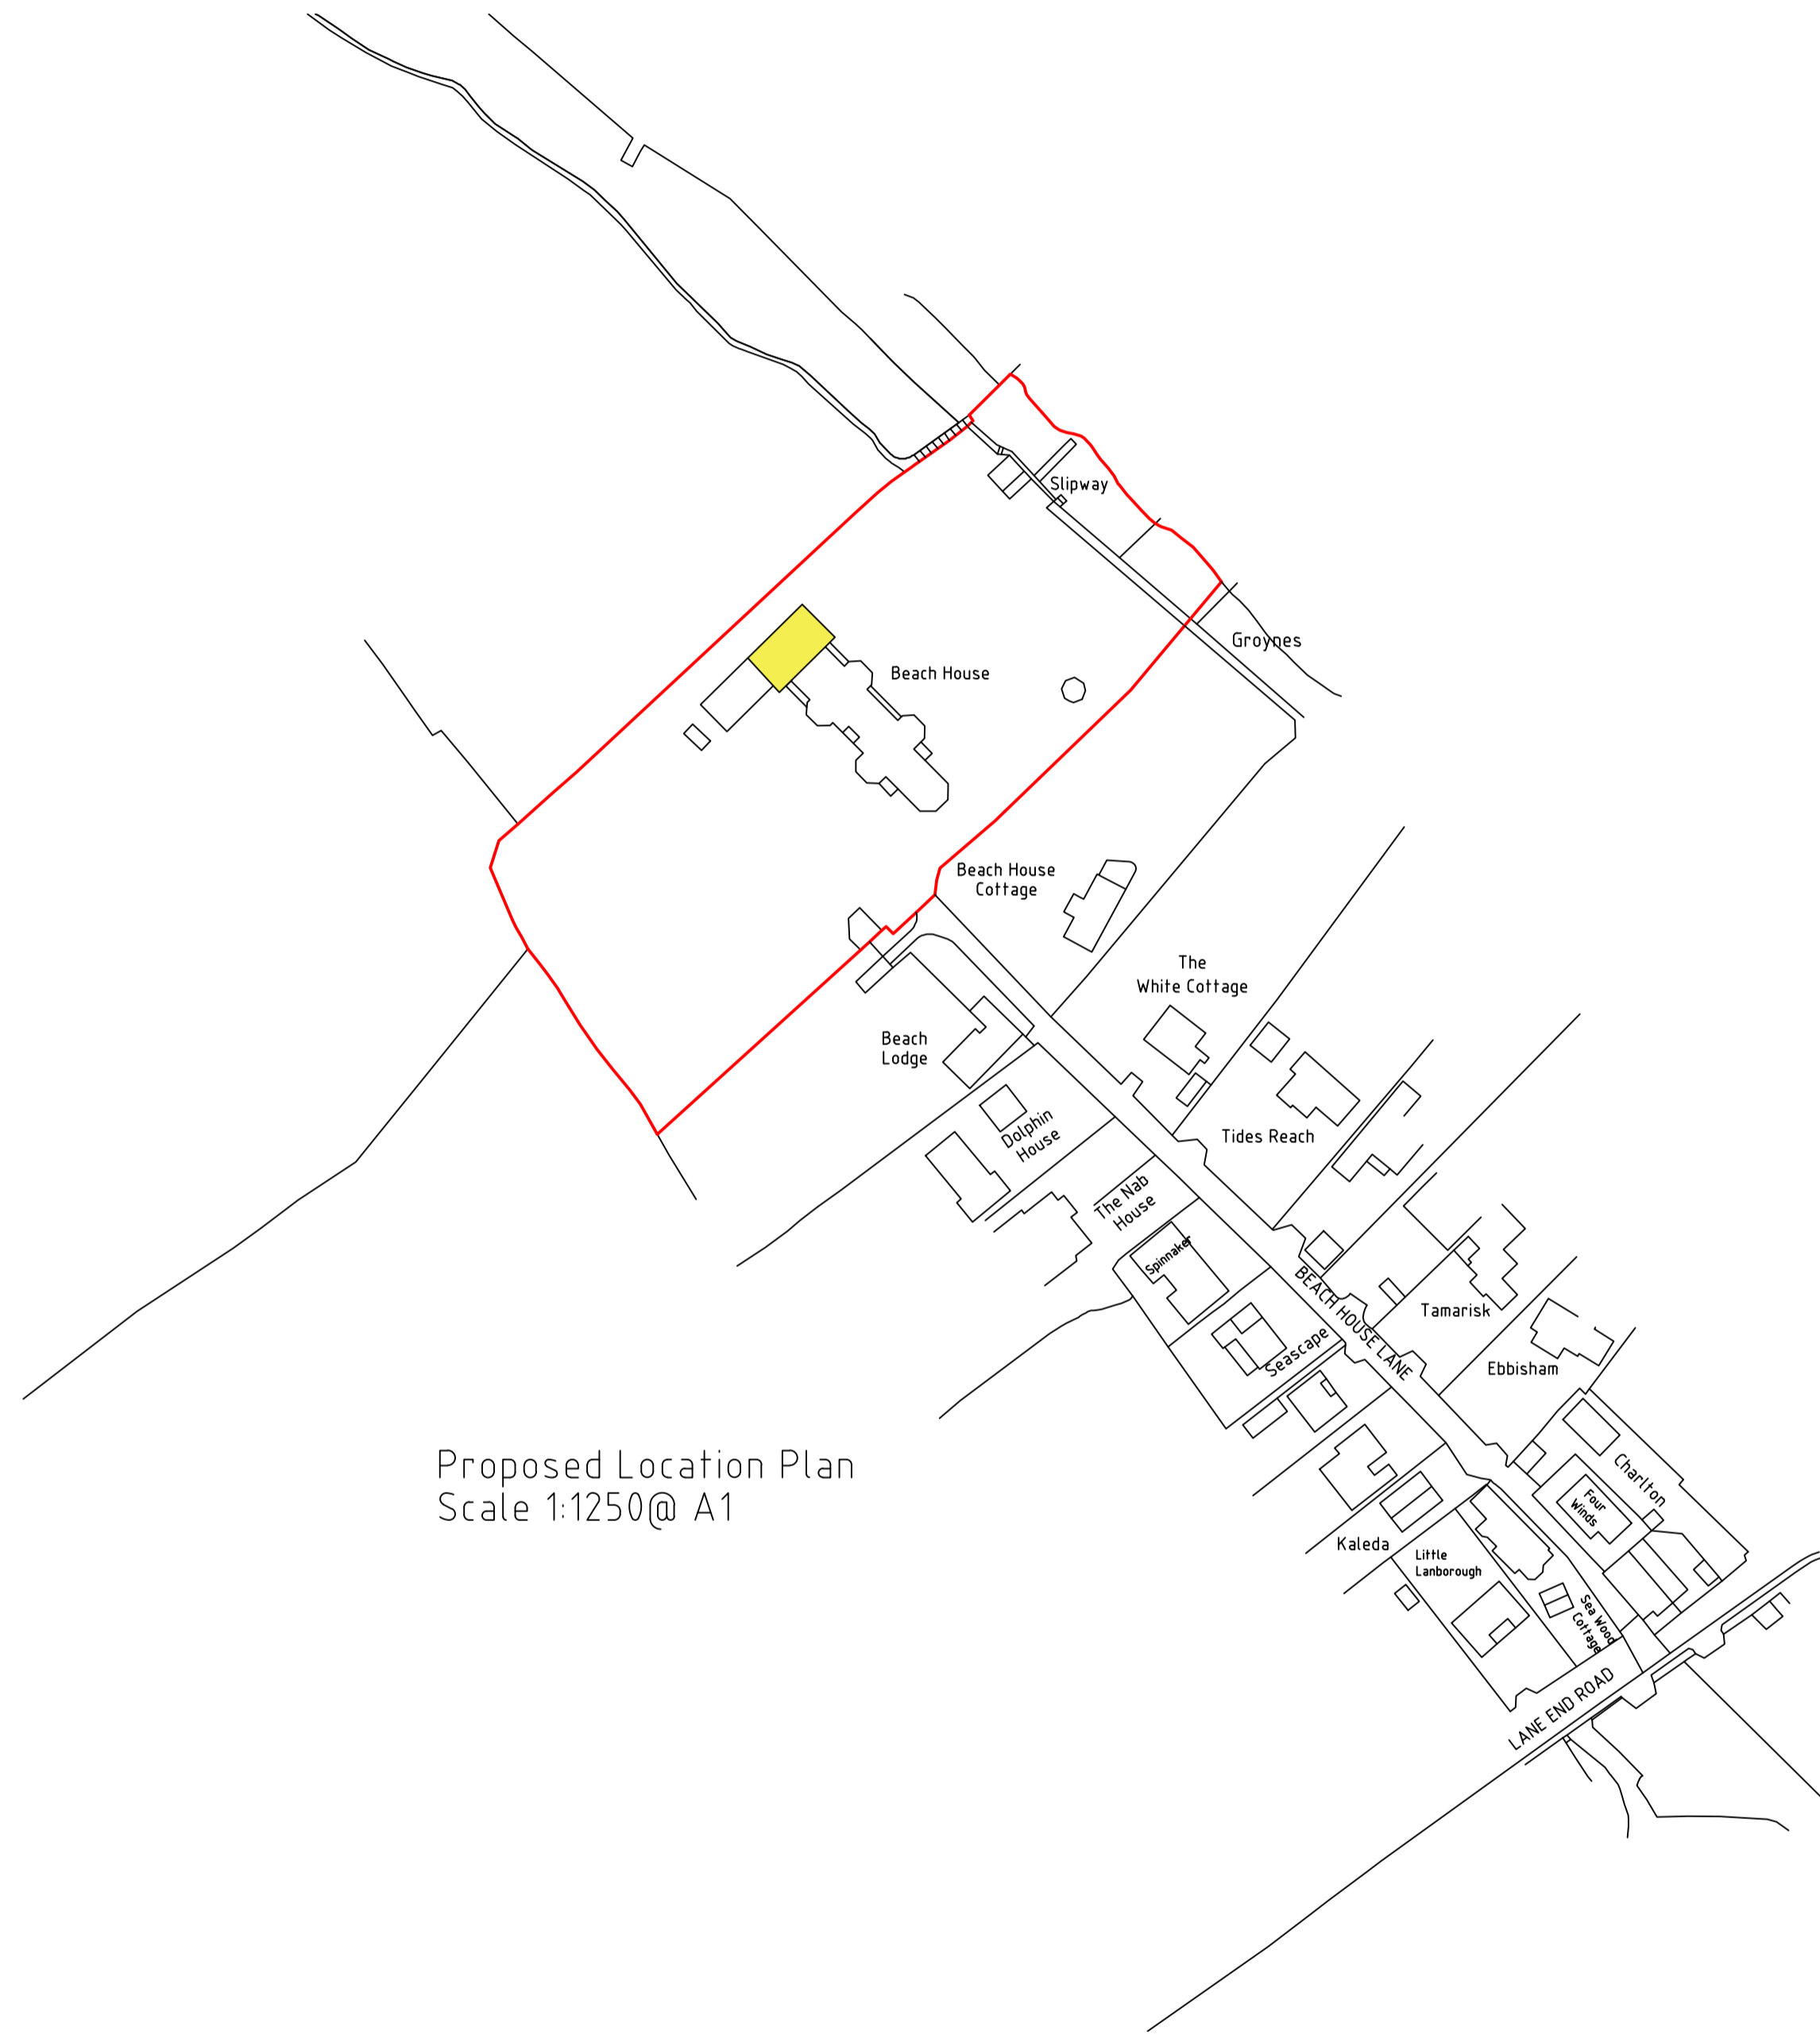 Slipway
Groynes
Beach House
Beach House
Cottage
The
White Cottage
Beach
Lodge
Dolphin
House
Tides Reach
The Nab
House
Spinnaker
BEACH HOUSE LANE
Tamarisk
Seascape
Ebbisham
Proposed Location Plan
Scale 1:1250@ A1
Charlton
Four
Winds
Kaleda
Little
Lanborough
Sea Wood
Cottage
LANE END ROAD